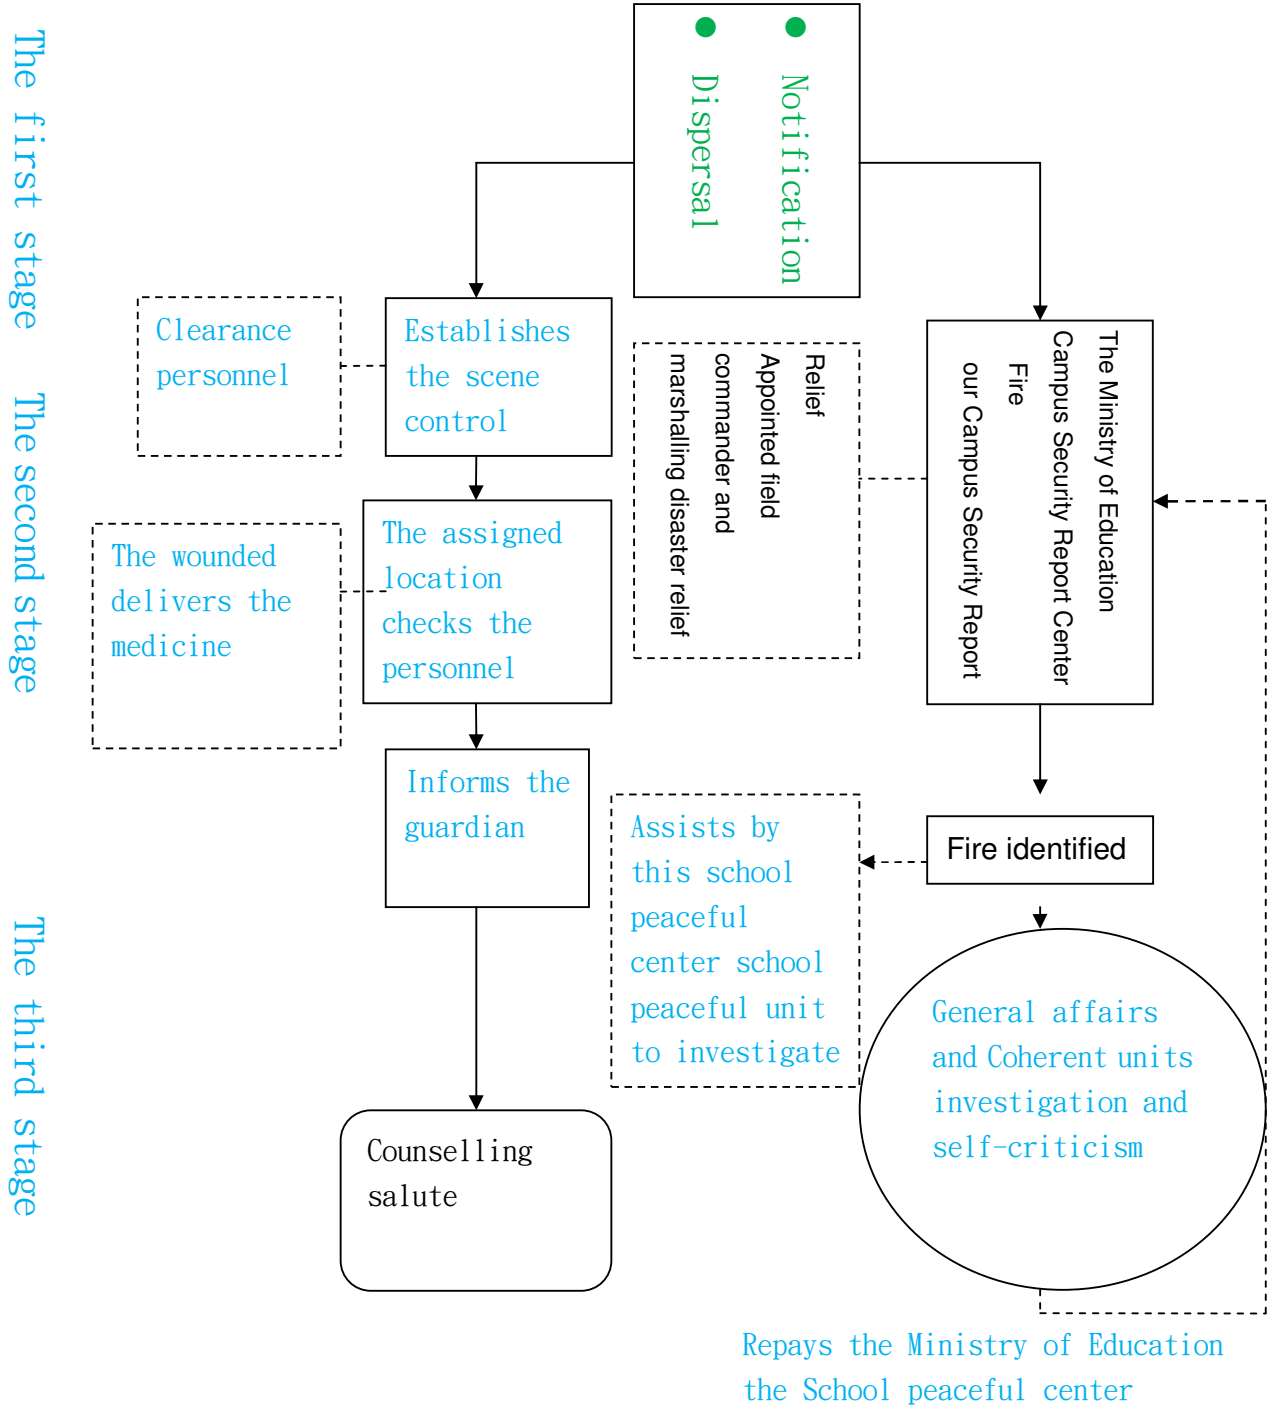 The first stage
The second stage
The third stage
● Notification
● Dispersal
Clearance
personnel
Establishes
the scene
control
Relief
Appointed field
commander and
marshalling disaster relief
The Ministry of Education
Campus Security Report Center
Fire
our Campus Security Report
The wounded
delivers the
medicine
The assigned
location
checks the
personnel
Informs the
guardian
Assists by
this school
peaceful
center school
peaceful unit
to investigate
Fire identified
General affairs
and Coherent units
investigation and
self-criticism
Counselling
salute
Repays the Ministry of Education
the School peaceful center